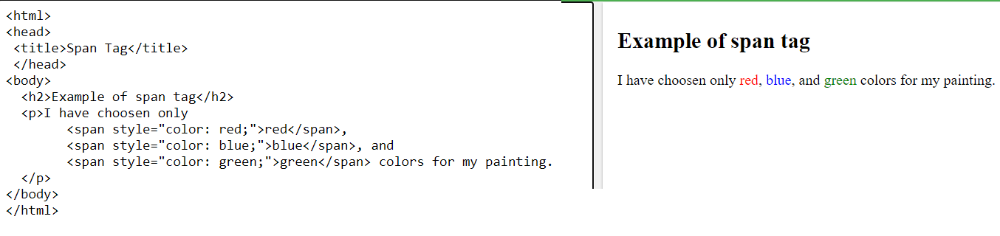 <html>
<head>
 <title>Span Tag</title>
 </head>
<body>
  <h2>Example of span tag</h2>
  <p>I have choosen only
        <span style="color: red;">red</span>,
        <span style="color: blue;">blue</span>, and
        <span style="color: green;">green</span> colors for my painting.
  </p>
</body>
</html>
Example of span tag
I have choosen only red, blue, and green colors for my painting.